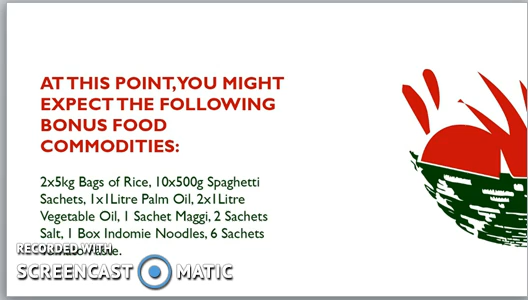 AT THIS POINT, YOU MIGHT
EXPECT THE FOLLOWING
BONUS FOOD
COMMODITIES:
2x5kg Bags of Rice, 10x500g Spaghetti
Sachets, 1x1Litre Palm Oil, 2x1Litre
Vegetable Oil, 1 Sachet Maggi, 2 Sachets
Salt, 1 Box Indomie Noodles, 6 Sachets
RECORDED WITH
SCREENCAST MATIC